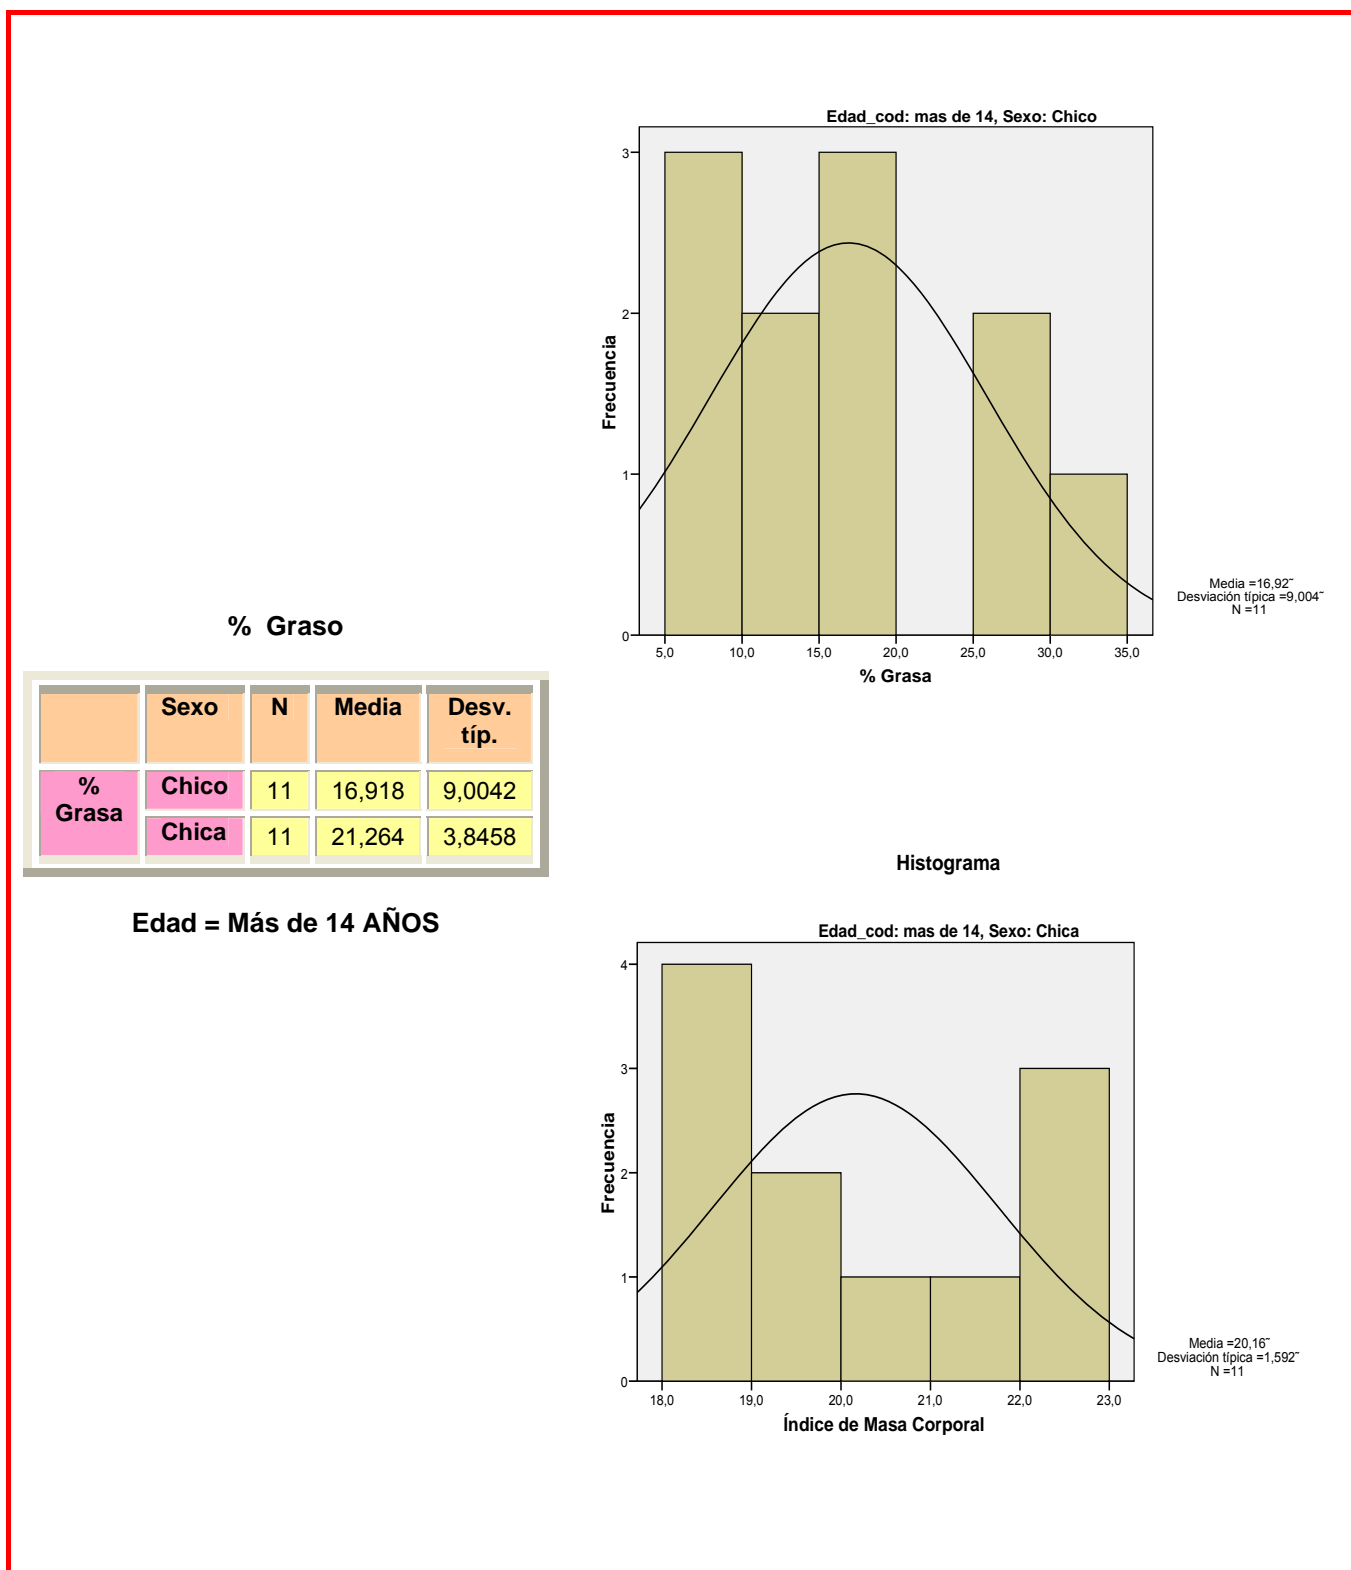 Edad_cod: mas de 14, Sexo: Chico
3
2
1
0
Frecuencia
5,0 10,0 15,0 20,0 25,0 30,0 35,0
% Grasa
Media =16,92˜
Desviación típica =9,004˜
N =11
% Graso
Sexo N Media Desv. típ.
% Grasa
Chico 11 16,918 9,0042
Chica 11 21,264 3,8458
Edad = Más de 14 AÑOS
Histograma
Edad_cod: mas de 14, Sexo: Chica
4
3
2
1
0
Frecuencia
18,0 19,0 20,0 21,0 22,0 23,0
Índice de Masa Corporal
Media =20,16˜
Desviación típica =1,592˜
N =11